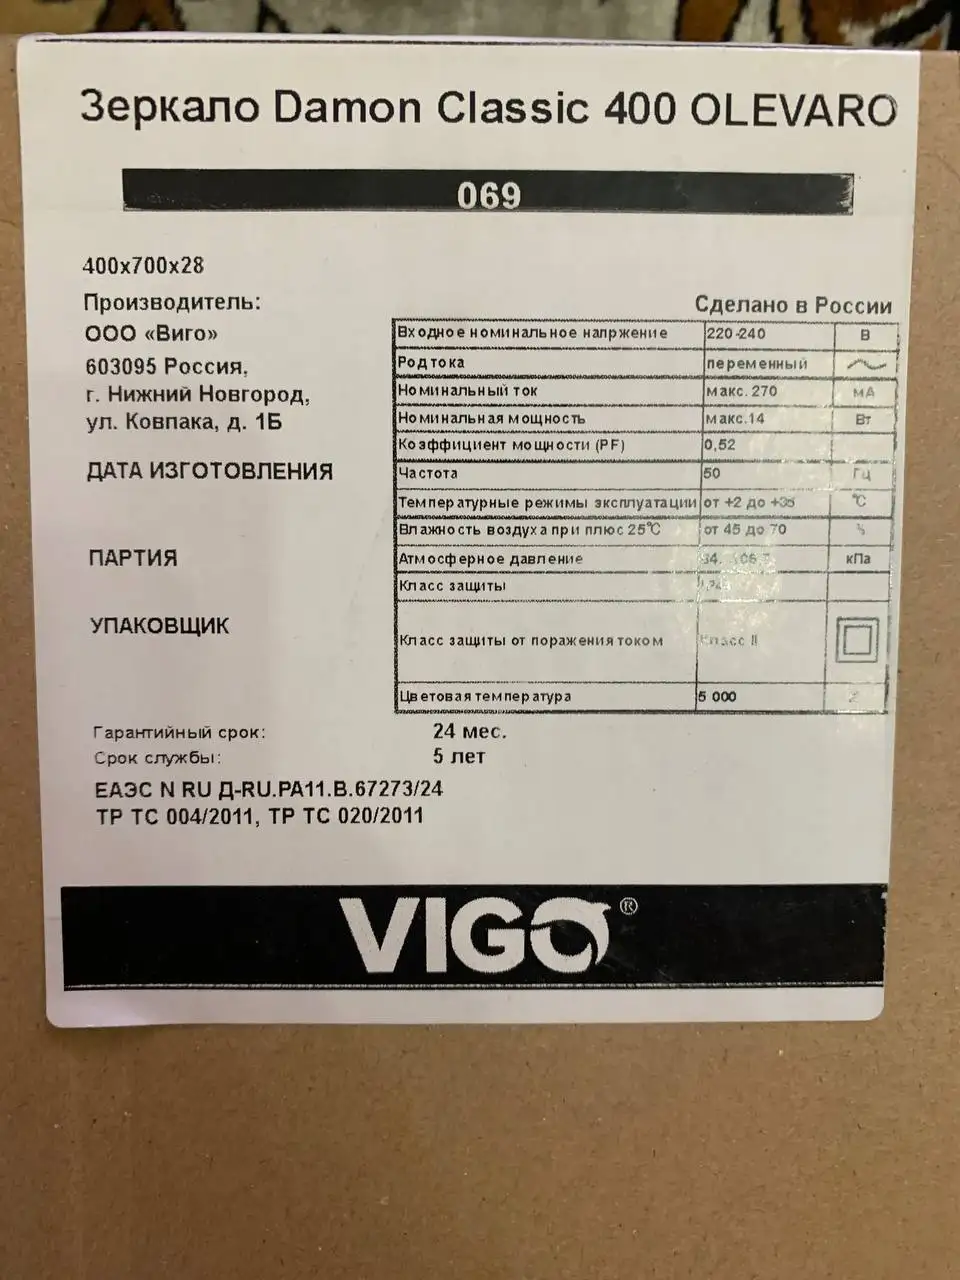 Зеркало Damon Classic 400 OLEVARO
069
400x700x28
Производитель:
ООО «Виго»
603095 Россия,
г. Нижний Новгород,
ул. Ковпака, д. 1Б
ДАТА ИЗГОТОВЛЕНИЯ
ПАРТИЯ
УПАКОВЩИК
Сделано в России
Входное номинальное напржение 220-240 В
Род тока переменный
Номинальный ток макс. 270 мА
Номинальная мощность макс.14 Вт
Коэффициент мощности (PF) 0,52
Частота 50 Гц
Температурные режимы эксплуатации от +2 до +35 °C
Влажность воздуха при плюс 25°C от 45 до 70 %
Атмосферное давление кПа
Класс защиты
Класс защиты от поражения током Класс II
Цветовая температура 5 000
Гарантийный срок: 24 мес.
Срок службы: 5 лет
ЕАЭС N RU Д-RU.РА11.В.67273/24
ТР ТС 004/2011, ТР ТС 020/2011
VIGO ®